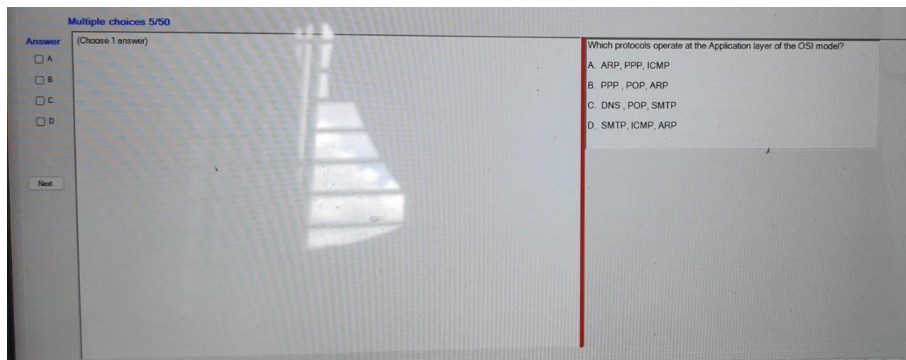 Multiple choices 5/50
Answer
(Choose 1 answer)
A
B
C
D
Next
Which protocols operate at the Application layer of the OSI model?
A. ARP, PPP, ICMP
B. PPP , POP, ARP
C. DNS , POP, SMTP
D. SMTP, ICMP, ARP